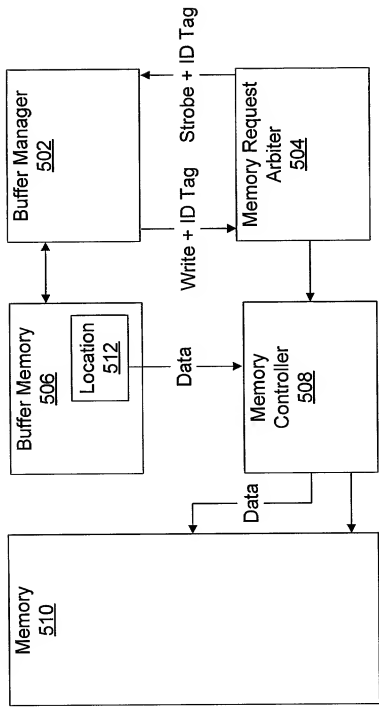 Memory
510
Buffer Memory
506
Location
512
Buffer Manager
502
Data
Write + ID Tag
Strobe + ID Tag
Data
Memory
Controller
508
Memory Request
Arbiter
504